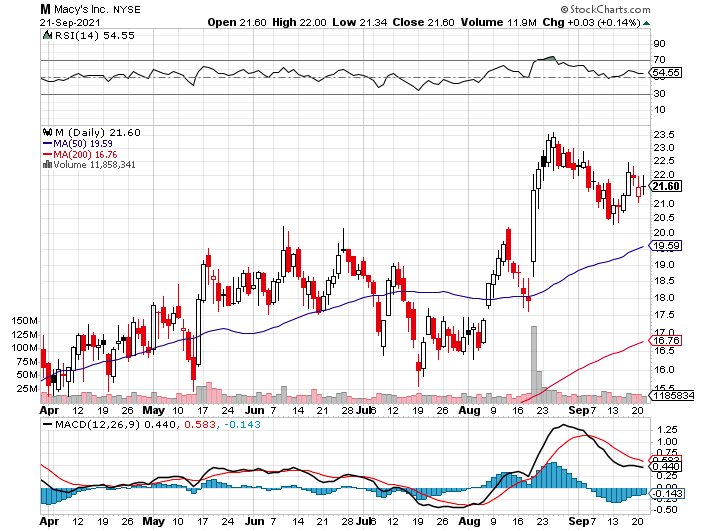 M Macy's Inc. NYSE © StockCharts.com
21-Sep-2021 Open 21.60 High 22.00 Low 21.34 Close 21.60 Volume 11.9M Chg +0.03 (+0.14%)
RSI(14) 54.55
90
70
54.55
50
30
10
M (Daily) 21.60
MA(50) 19.59
MA(200) 16.76
Volume 11,858,341
23.5
23.0
22.5
22.0
21.60
21.0
20.5
20.0
19.59
19.0
18.5
18.0
17.5
17.0
16.76
16.5
16.0
15.5
150M
125M
100M
75M
50M
25M
1185834
Apr 12 19 26 May 10 17 24 Jun 7 14 21 28 Jul 6 12 19 26 Aug 9 16 23 Sep 7 13 20
MACD(12,26,9) 0.440, 0.583, -0.143
1.25
1.00
0.75
0.440
0.25
0.00
-0.143
-0.50
Apr 12 19 26 May 10 17 24 Jun 7 14 21 28 Jul 6 12 19 26 Aug 9 16 23 Sep 7 13 20